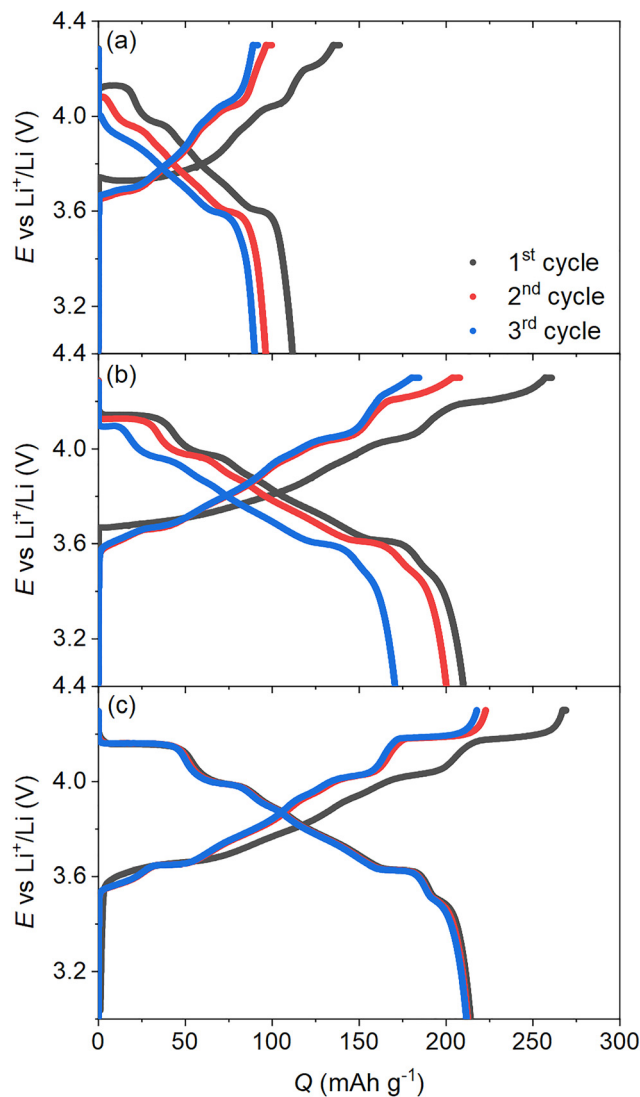 (a)
4.4
4.0
3.6
3.2
4.4
E vs Li⁺/Li (V)
1st cycle
2nd cycle
3rd cycle
(b)
4.0
3.6
3.2
4.4
E vs Li⁺/Li (V)
(c)
4.0
3.6
3.2
E vs Li⁺/Li (V)
0 50 100 150 200 250 300
Q (mAh g⁻¹)